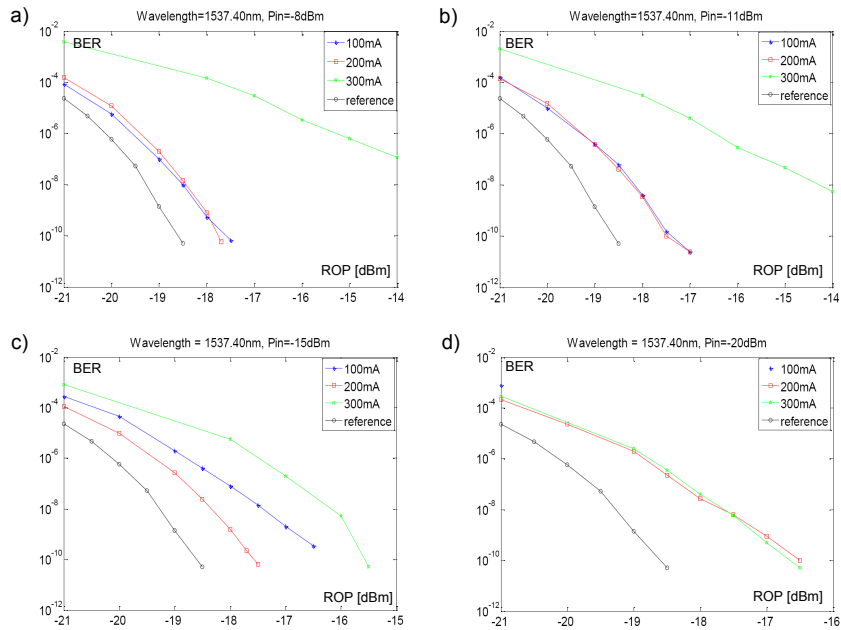 a)
Wavelength=1537.40nm, Pin=-8dBm
10^-2
10^-4
10^-6
10^-8
10^-10
10^-12
BER
100mA
200mA
300mA
reference
ROP [dBm]
-21 -20 -19 -18 -17 -16 -15 -14
b)
Wavelength=1537.40nm, Pin=-11dBm
10^-2
10^-4
10^-6
10^-8
10^-10
10^-12
BER
100mA
200mA
300mA
reference
ROP [dBm]
-21 -20 -19 -18 -17 -16 -15 -14
c)
Wavelength = 1537.40nm, Pin=-15dBm
10^-2
10^-4
10^-6
10^-8
10^-10
10^-12
BER
100mA
200mA
300mA
reference
ROP [dBm]
-21 -20 -19 -18 -17 -16 -15
d)
Wavelength = 1537.40nm, Pin=-20dBm
10^-2
10^-4
10^-6
10^-8
10^-10
10^-12
BER
100mA
200mA
300mA
reference
ROP [dBm]
-21 -20 -19 -18 -17 -16